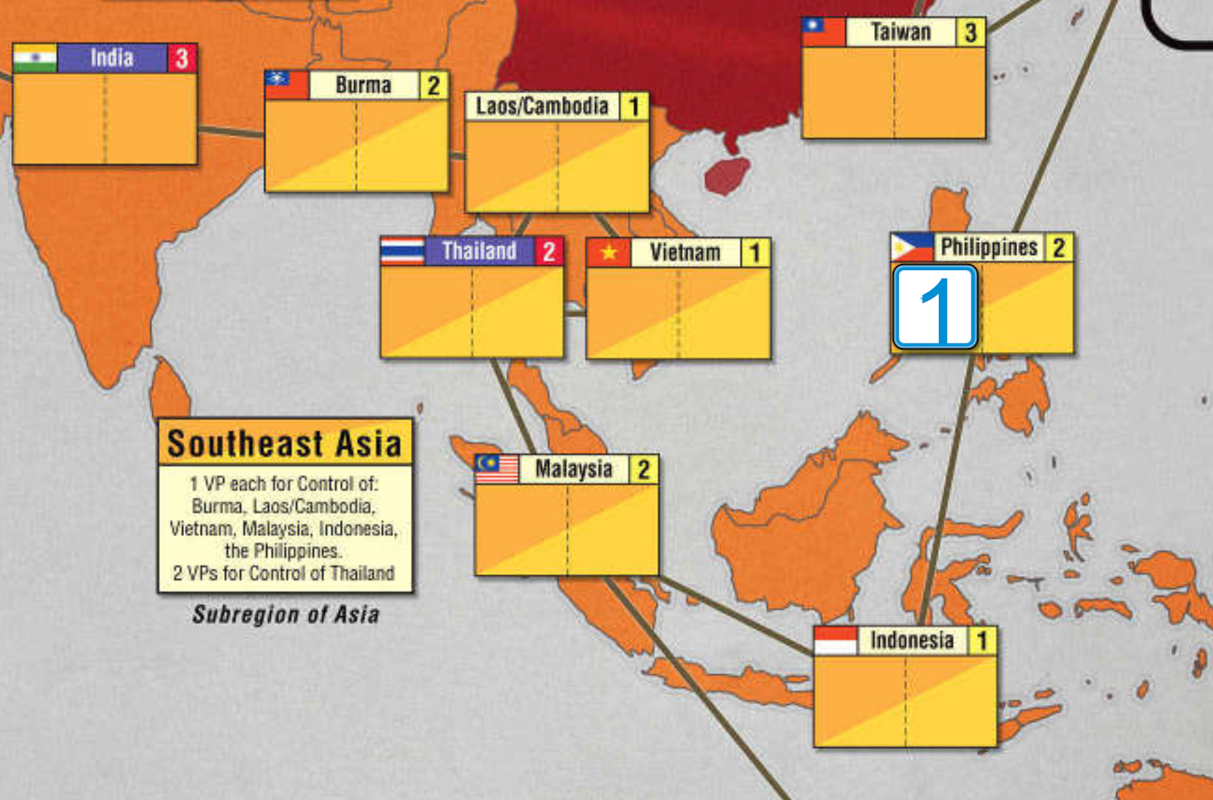 Taiwan 3
India 3
Burma 2
Laos/Cambodia 1
Thailand 2
Vietnam 1
Philippines 2
1
Southeast Asia
1 VP each for Control of:
Burma, Laos/Cambodia,
Vietnam, Malaysia, Indonesia,
the Philippines.
2 VPs for Control of Thailand
Subregion of Asia
Malaysia 2
Indonesia 1